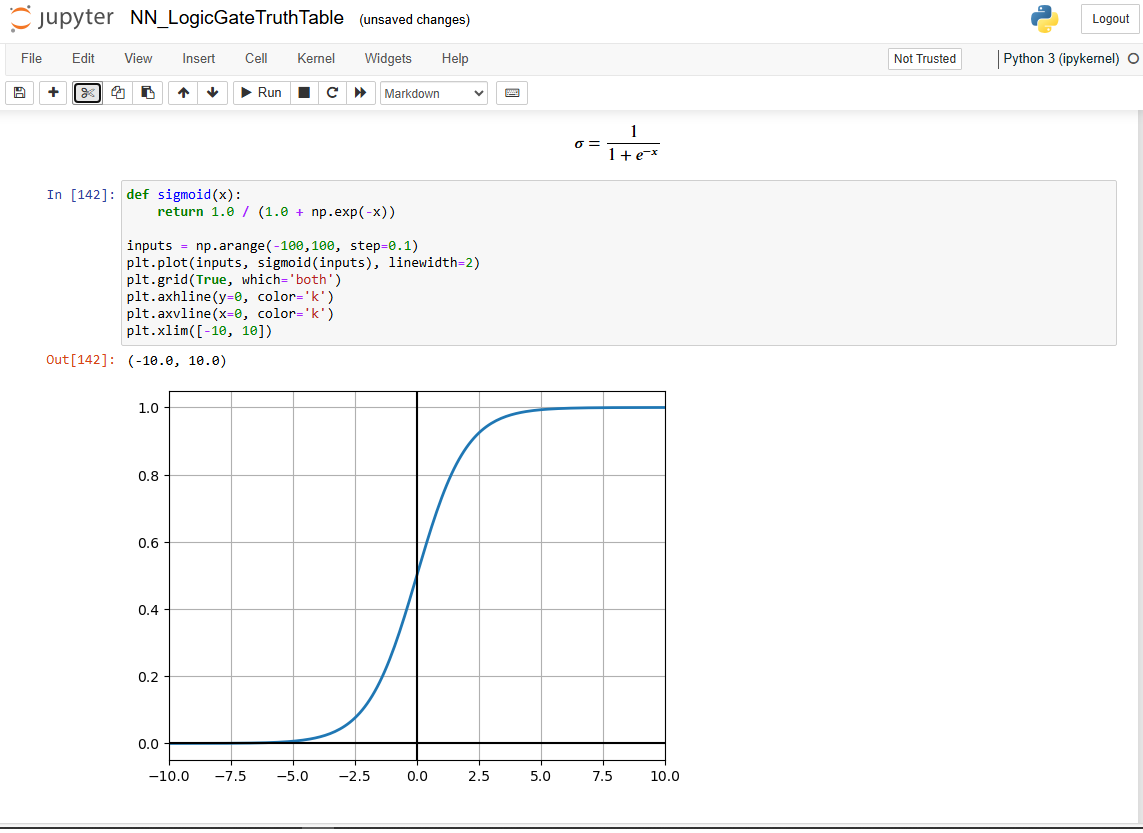 jupyter NN_LogicGateTruthTable (unsaved changes) Logout
File Edit View Insert Cell Kernel Widgets Help Not Trusted Python 3 (ipykernel)
Run Markdown
σ = 1 / 1 + e^−x
In [142]: def sigmoid(x):
    return 1.0 / (1.0 + np.exp(-x))
inputs = np.arange(-100,100, step=0.1)
plt.plot(inputs, sigmoid(inputs), linewidth=2)
plt.grid(True, which='both')
plt.axhline(y=0, color='k')
plt.axvline(x=0, color='k')
plt.xlim([-10, 10])
Out[142]: (-10.0, 10.0)
1.0
0.8
0.6
0.4
0.2
0.0
−10.0 −7.5 −5.0 −2.5 0.0 2.5 5.0 7.5 10.0